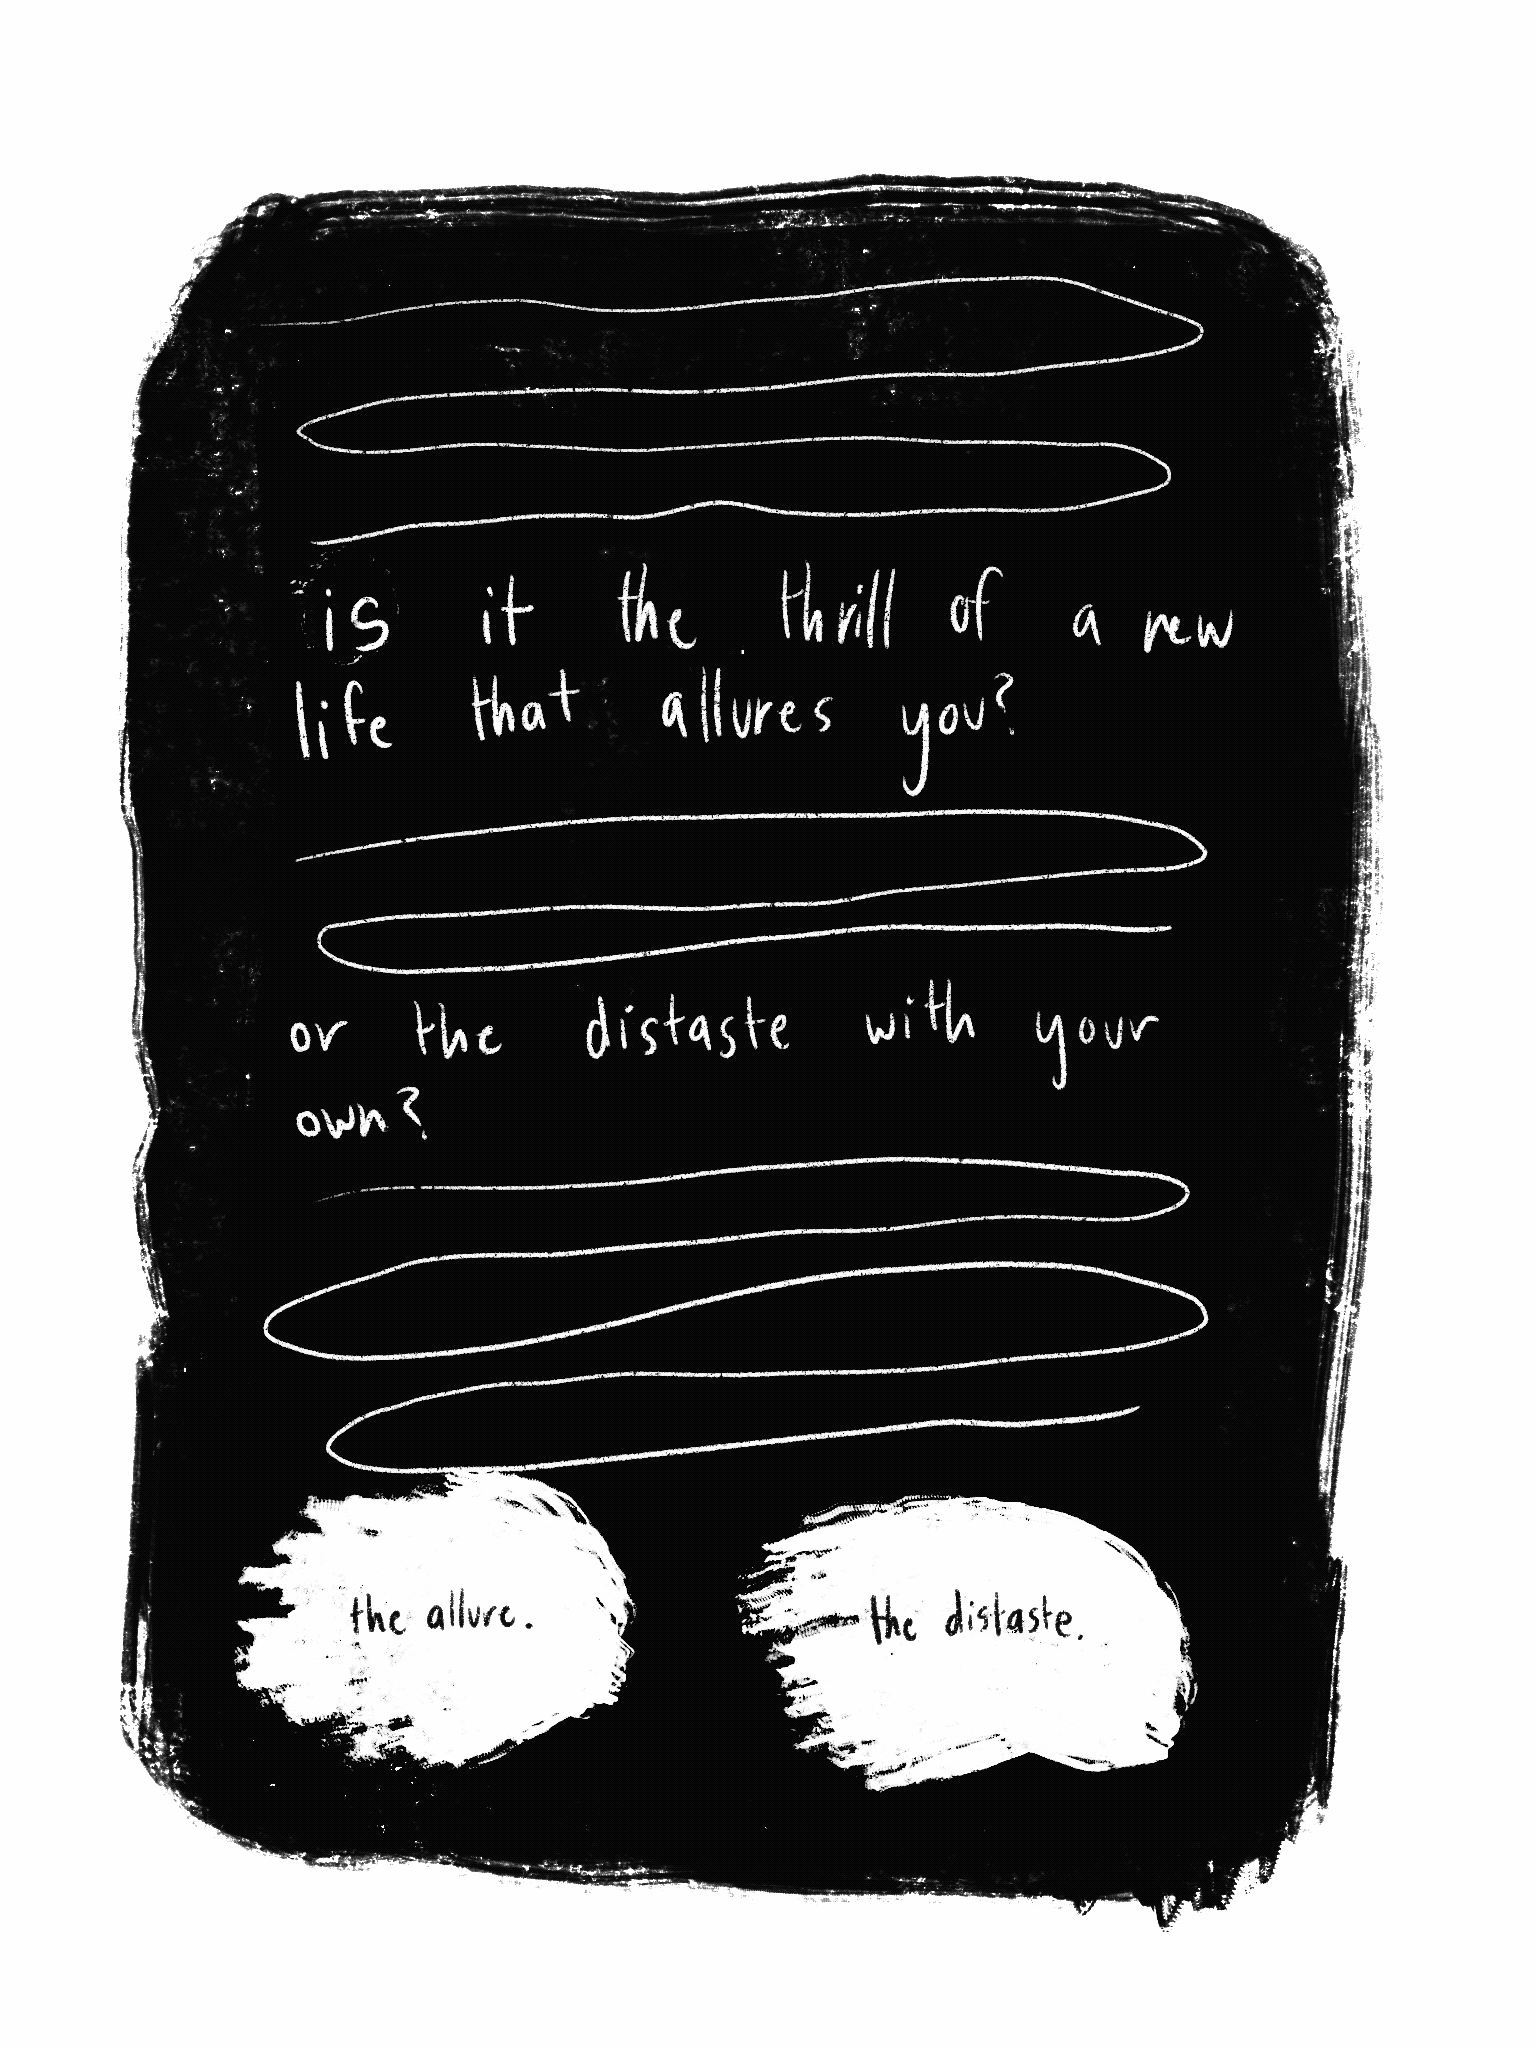 is it the thrill of a new
life that allures you?
or the distaste with your
own?
the allure.
the distaste.